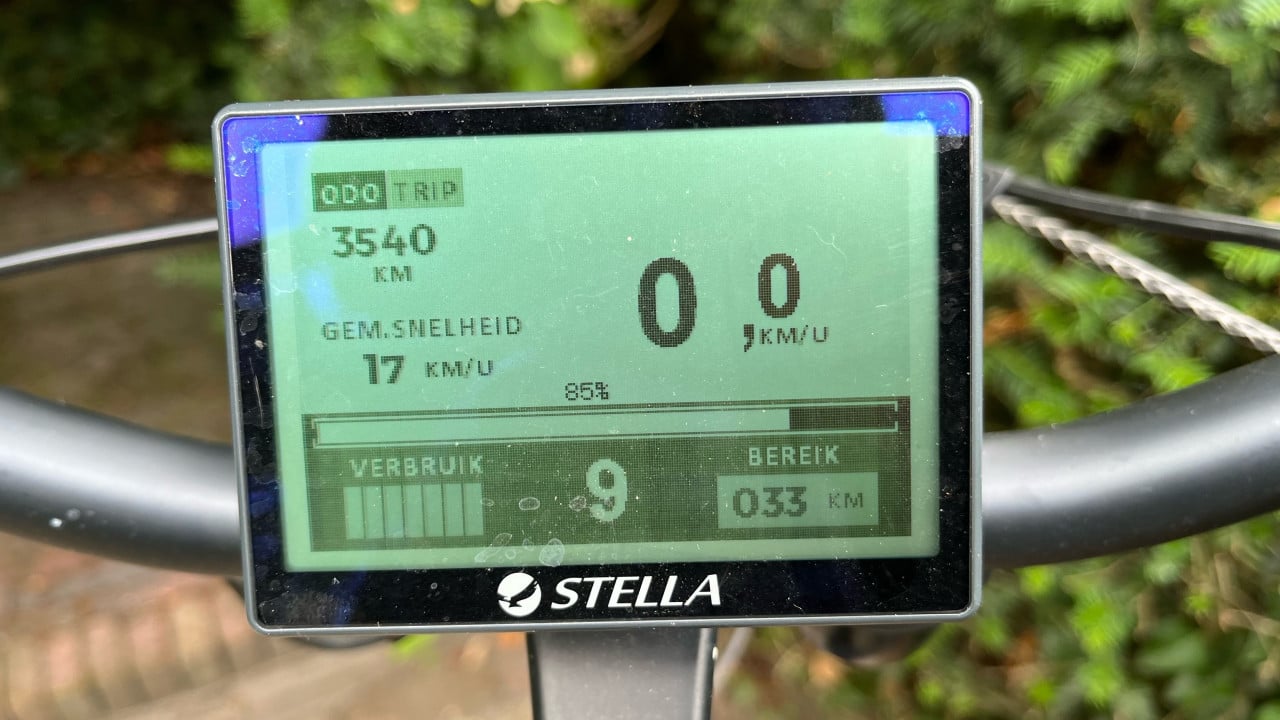 ODO TRIP
3540
KM
GEM.SNELHEID
17 KM/U
0,0 KM/U
85%
VERBRUIK
9
BEREIK
033 KM
STELLA